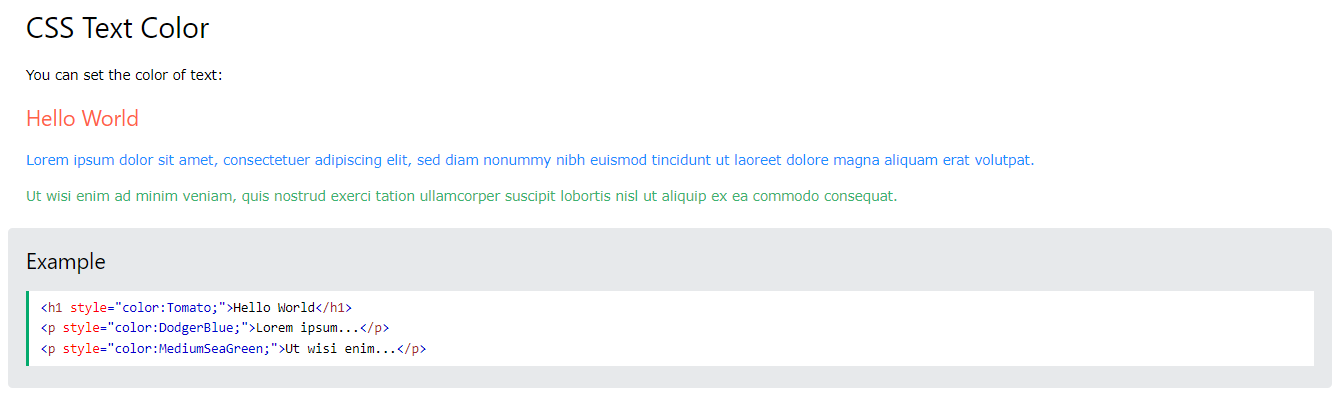 CSS Text Color
You can set the color of text:
Hello World
Lorem ipsum dolor sit amet, consectetuer adipiscing elit, sed diam nonummy nibh euismod tincidunt ut laoreet dolore magna aliquam erat volutpat.
Ut wisi enim ad minim veniam, quis nostrud exerci tation ullamcorper suscipit lobortis nisl ut aliquip ex ea commodo consequat.
Example
<h1 style="color:Tomato;">Hello World</h1>
<p style="color:DodgerBlue;">Lorem ipsum...</p>
<p style="color:MediumSeaGreen;">Ut wisi enim...</p>